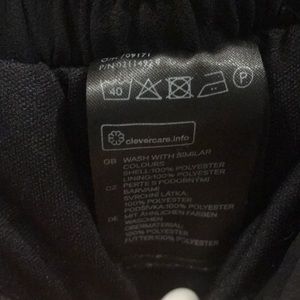 P/N 02114929
40 P
clevercare.info
GB WASH WITH SIMILAR
COLOURS
SHELL:100% POLYESTER
LINING:100% POLYESTER
CZ PERTE S PODOBNÝMI
BARVAMI
SVRCHNÍ LÁTKA:
100% POLYESTER
PODŠÍVKA:100% POLYESTER
DE MIT ÄHNLICHEN FARBEN
WASCHEN
OBERMATERIAL:
100% POLYESTER
FUTTER:100% POLYESTER